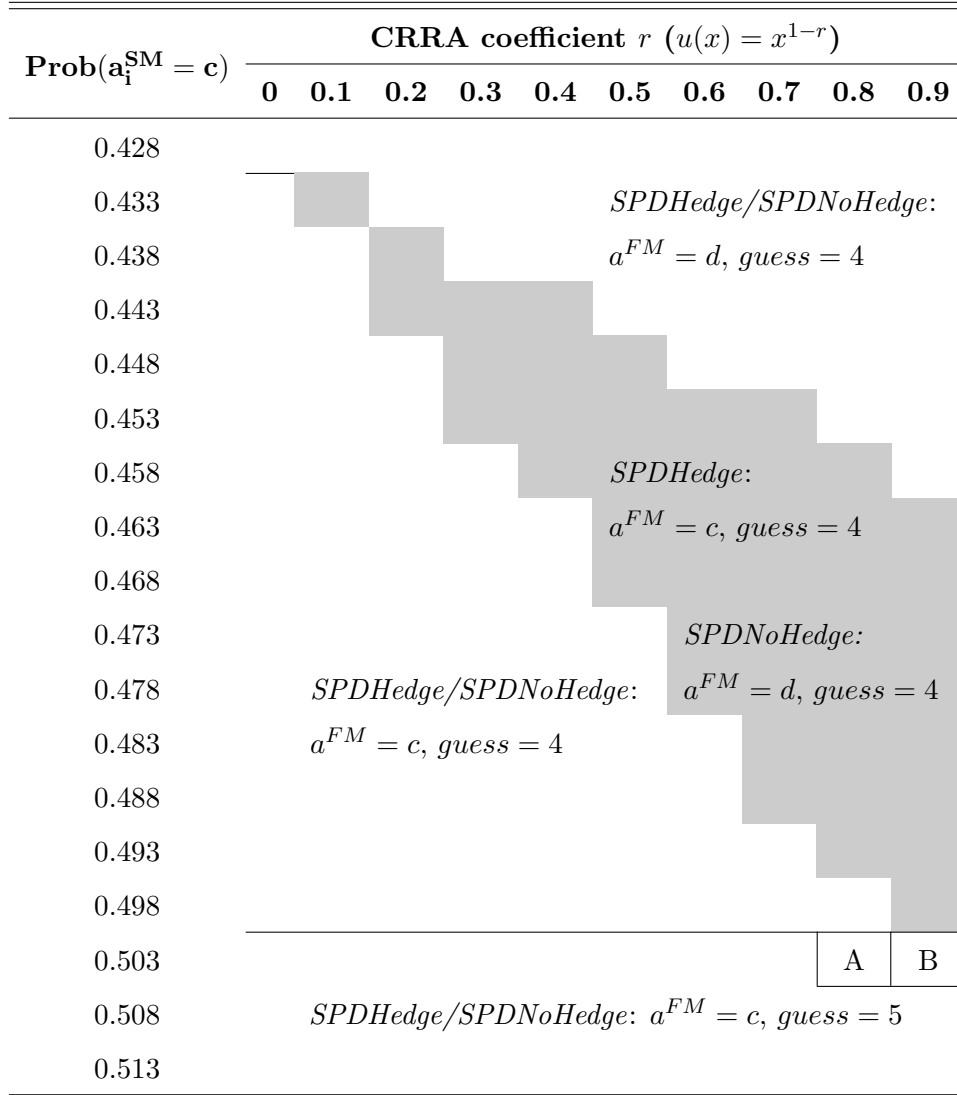 CRRA coefficient r (u(x) = x^{1−r})
Prob(a_i^{SM} = c)
0 0.1 0.2 0.3 0.4 0.5 0.6 0.7 0.8 0.9
0.428
0.433 SPDHedge/SPDNoHedge:
0.438 a^{FM} = d, guess = 4
0.443
0.448
0.453
0.458 SPDHedge:
0.463 a^{FM} = c, guess = 4
0.468
0.473 SPDNoHedge:
0.478 SPDHedge/SPDNoHedge: a^{FM} = d, guess = 4
0.483 a^{FM} = c, guess = 4
0.488
0.493
0.498
0.503 A B
0.508 SPDHedge/SPDNoHedge: a^{FM} = c, guess = 5
0.513